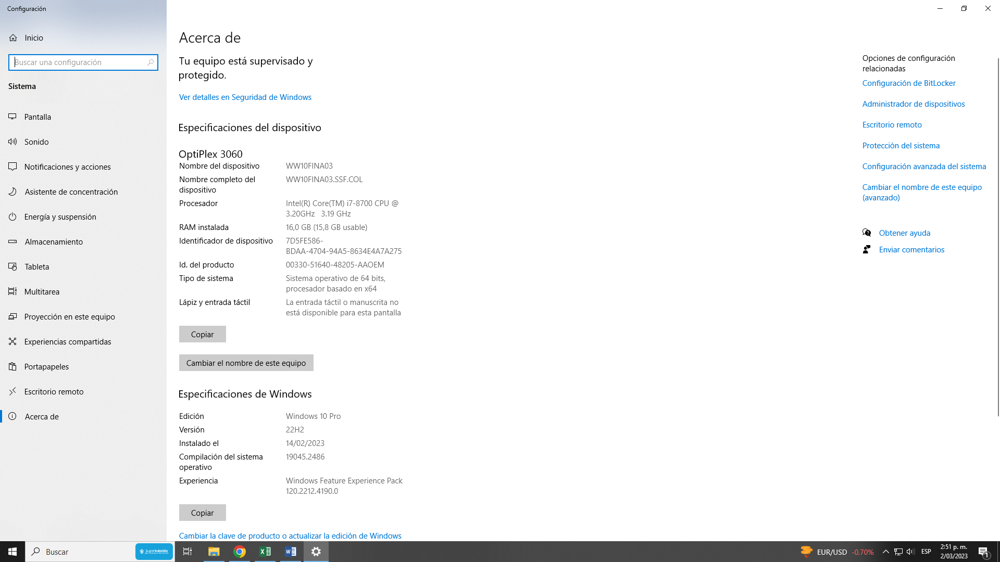 Configuración
Inicio
Buscar una configuración
Sistema
Pantalla
Sonido
Notificaciones y acciones
Asistente de concentración
Energía y suspensión
Almacenamiento
Tableta
Multitarea
Proyección en este equipo
Experiencias compartidas
Portapapeles
Escritorio remoto
Acerca de
Acerca de
Tu equipo está supervisado y
protegido.
Ver detalles en Seguridad de Windows
Especificaciones del dispositivo
OptiPlex 3060
Nombre del dispositivo WW10FINA03
Nombre completo del WW10FINA03.SSF.COL
dispositivo
Procesador Intel(R) Core(TM) i7-8700 CPU @
3.20GHz 3.19 GHz
RAM instalada 16,0 GB (15,8 GB usable)
Identificador de dispositivo 7D5FE586-
BDAA-4704-94A5-8634E4A7A275
Id. del producto 00330-51640-48205-AAOEM
Tipo de sistema Sistema operativo de 64 bits,
procesador basado en x64
Lápiz y entrada táctil La entrada táctil o manuscrita no
está disponible para esta pantalla
Copiar
Cambiar el nombre de este equipo
Especificaciones de Windows
Edición Windows 10 Pro
Versión 22H2
Instalado el 14/02/2023
Compilación del sistema 19045.2486
operativo
Experiencia Windows Feature Experience Pack
120.2212.4190.0
Copiar
Cambiar la clave de producto o actualizar la edición de Windows
Opciones de configuración
relacionadas
Configuración de BitLocker
Administrador de dispositivos
Escritorio remoto
Protección del sistema
Configuración avanzada del sistema
Cambiar el nombre de este equipo
(avanzado)
Obtener ayuda
Enviar comentarios
Buscar
SuperSubsidio
EUR/USD -0,70%
ESP
2:51 p. m.
2/03/2023
1